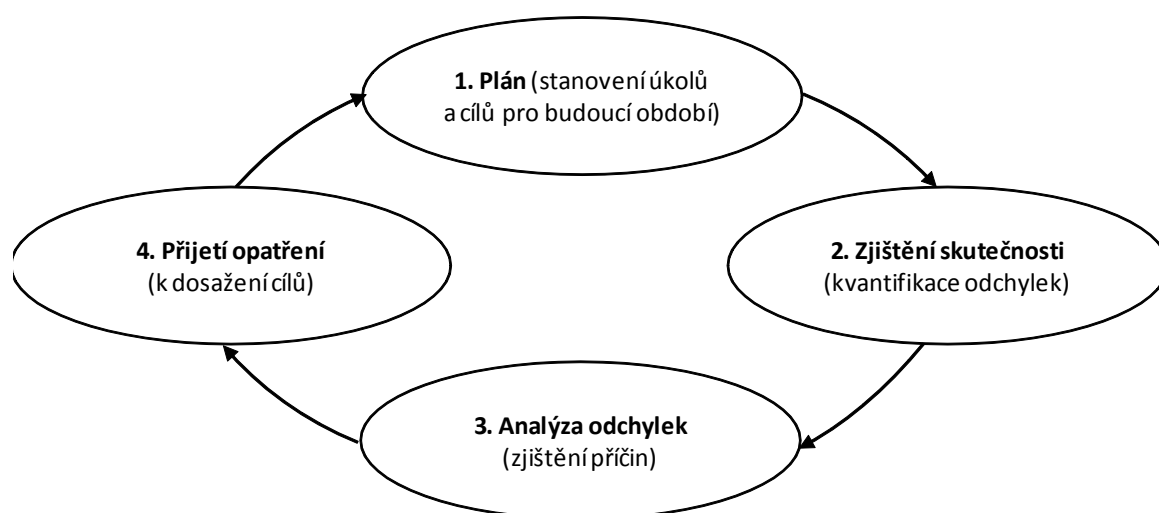 1. Plán (stanovení úkolů
a cílů pro budoucí období)
2. Zjištění skutečnosti
(kvantifikace odchylek)
3. Analýza odchylek
(zjištění příčin)
4. Přijetí opatření
(k dosažení cílů)